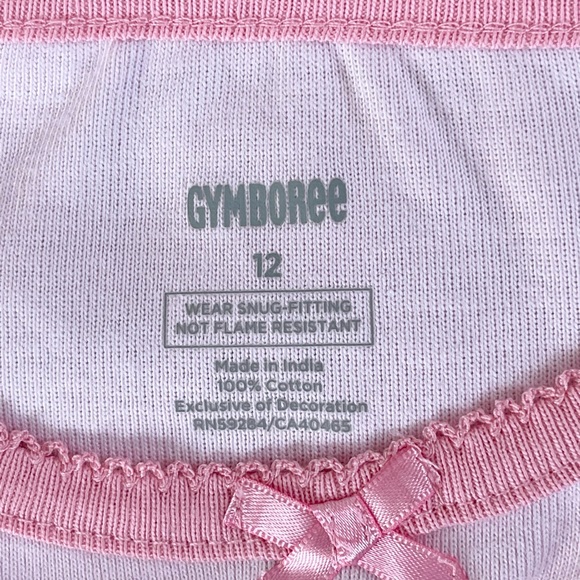 GYMBORee
12
WEAR SNUG-FITTING
NOT FLAME RESISTANT
Made in India
100% Cotton
Exclusive of Decoration
RN59284/CA40465